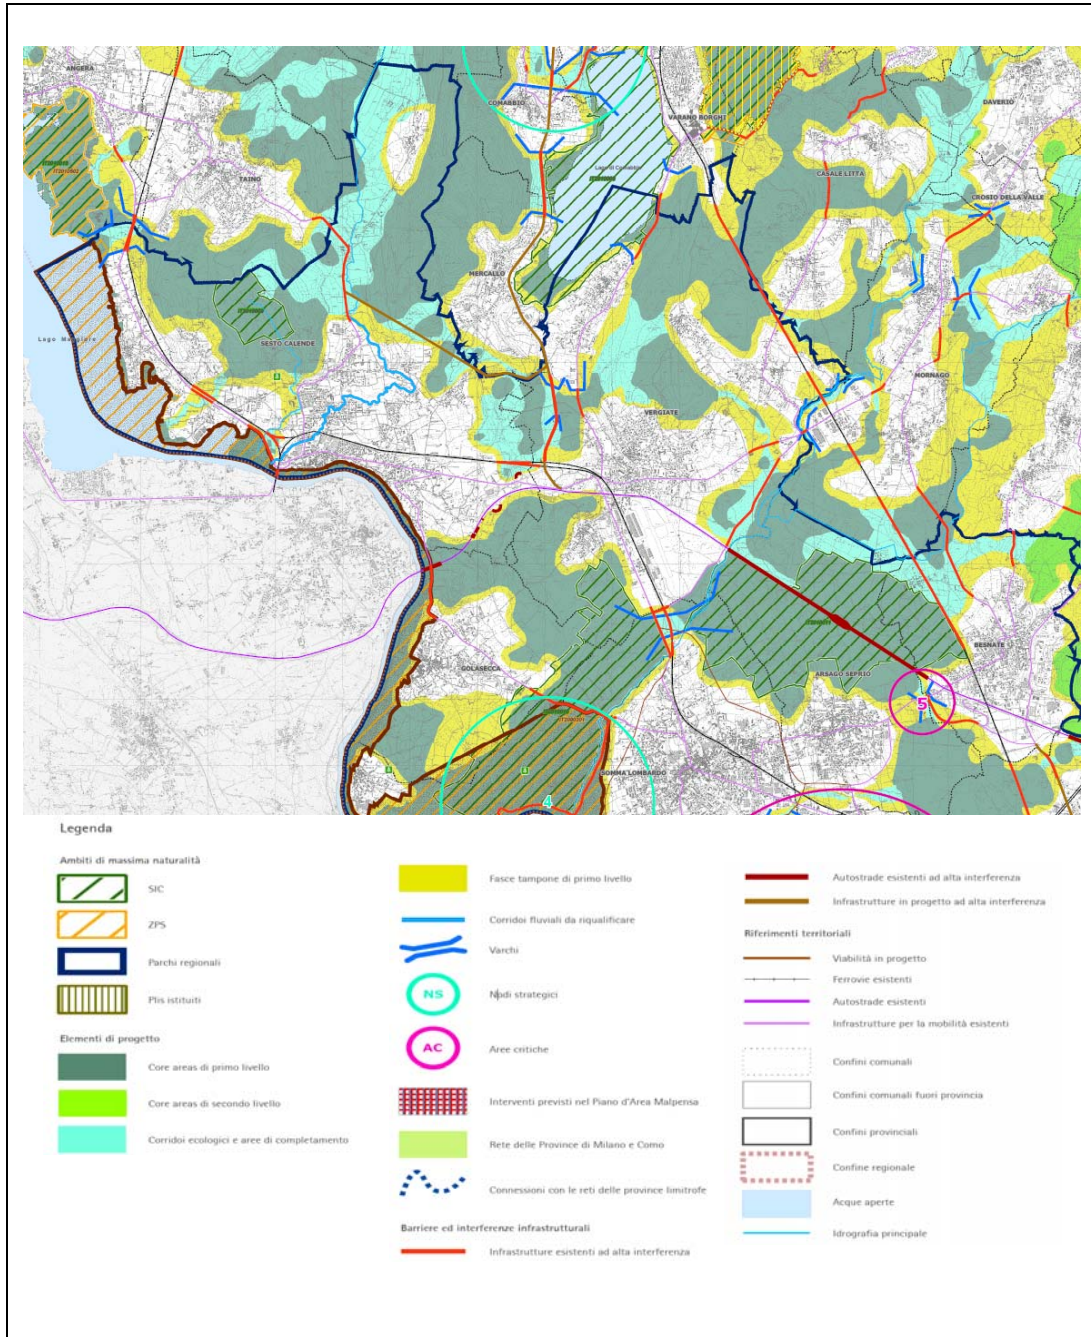 ANGERA
COMABBIO
VARANO BORGHI
DAVERIO
Lago di Comabbio
TAINO
CASALE LITTA
CROSIO DELLA VALLE
MERCALLO
Lago Maggiore
SESTO CALENDE
MORNAGO
VERGIATE
GOLASECCA
ARSAGO SEPRIO
BESNATE
5
SOMMA LOMBARDO
4
Legenda
Ambiti di massima naturalità
SIC
ZPS
Parchi regionali
Plis istituiti
Elementi di progetto
Core areas di primo livello
Core areas di secondo livello
Corridoi ecologici e aree di completamento
Fasce tampone di primo livello
Corridoi fluviali da riqualificare
Varchi
NS
Nodi strategici
AC
Aree critiche
Interventi previsti nel Piano d'Area Malpensa
Rete delle Province di Milano e Como
Connessioni con le reti delle province limitrofe
Barriere ed interferenze infrastrutturali
Infrastrutture esistenti ad alta interferenza
Autostrade esistenti ad alta interferenza
Infrastrutture in progetto ad alta interferenza
Riferimenti territoriali
Viabilità in progetto
Ferrovie esistenti
Autostrade esistenti
Infrastrutture per la mobilità esistenti
Confini comunali
Confini comunali fuori provincia
Confini provinciali
Confine regionale
Acque aperte
Idrografia principale